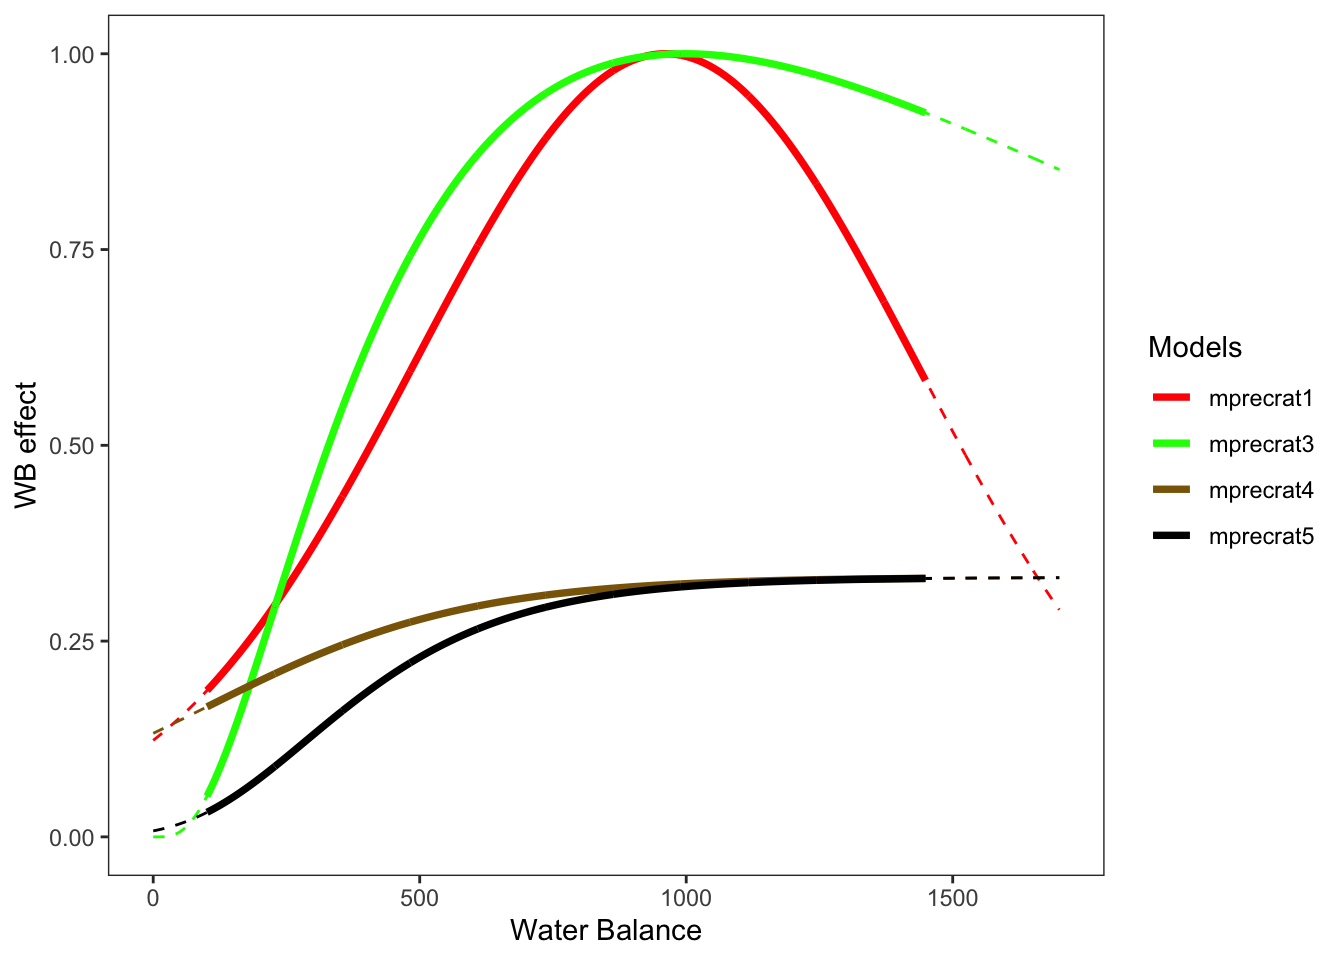 1.00
0.75
0.50
0.25
0.00
WB effect
0
500
1000
1500
Water Balance
Models
mprecrat1
mprecrat3
mprecrat4
mprecrat5